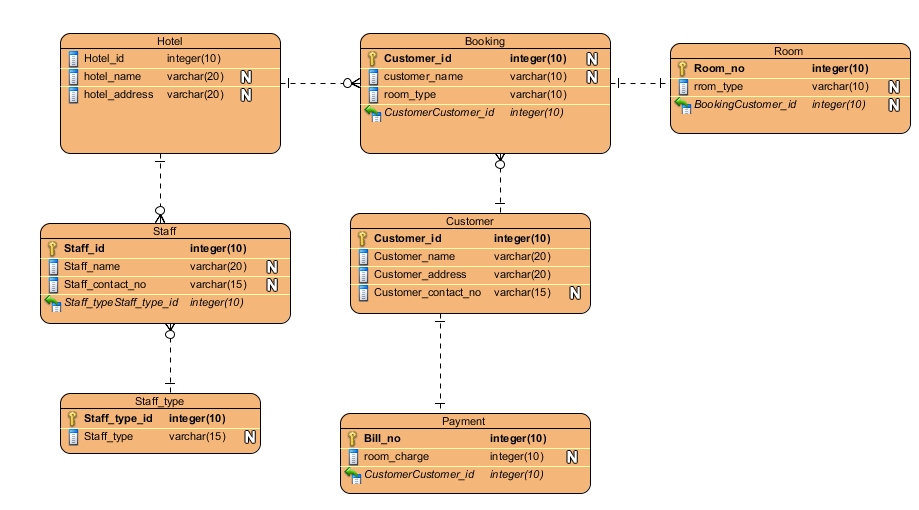 Hotel
Hotel_id integer(10)
hotel_name varchar(20) N
hotel_address varchar(20) N
Booking
Customer_id integer(10) N
customer_name varchar(10) N
room_type varchar(10)
CustomerCustomer_id integer(10)
Room
Room_no integer(10)
rrom_type varchar(10) N
BookingCustomer_id integer(10) N
Staff
Staff_id integer(10)
Staff_name varchar(20) N
Staff_contact_no varchar(15) N
Staff_typeStaff_type_id integer(10)
Customer
Customer_id integer(10)
Customer_name varchar(20)
Customer_address varchar(20)
Customer_contact_no varchar(15) N
Staff_type
Staff_type_id integer(10)
Staff_type varchar(15) N
Payment
Bill_no integer(10)
room_charge integer(10) N
CustomerCustomer_id integer(10)